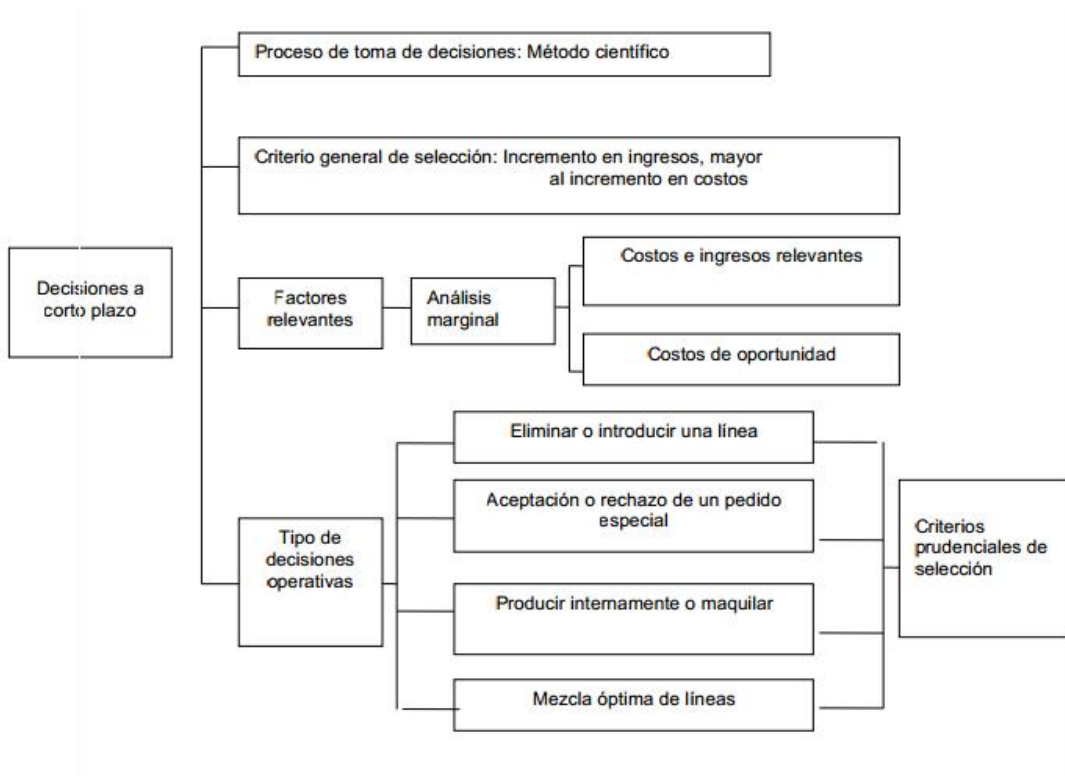 Proceso de toma de decisiones: Método científico
Criterio general de selección: Incremento en ingresos, mayor
al incremento en costos
Decisiones a
corto plazo
Factores
relevantes
Análisis
marginal
Costos e ingresos relevantes
Costos de oportunidad
Tipo de
decisiones
operativas
Eliminar o introducir una línea
Aceptación o rechazo de un pedido
especial
Producir internamente o maquilar
Mezcla óptima de líneas
Criterios
prudenciales de
selección